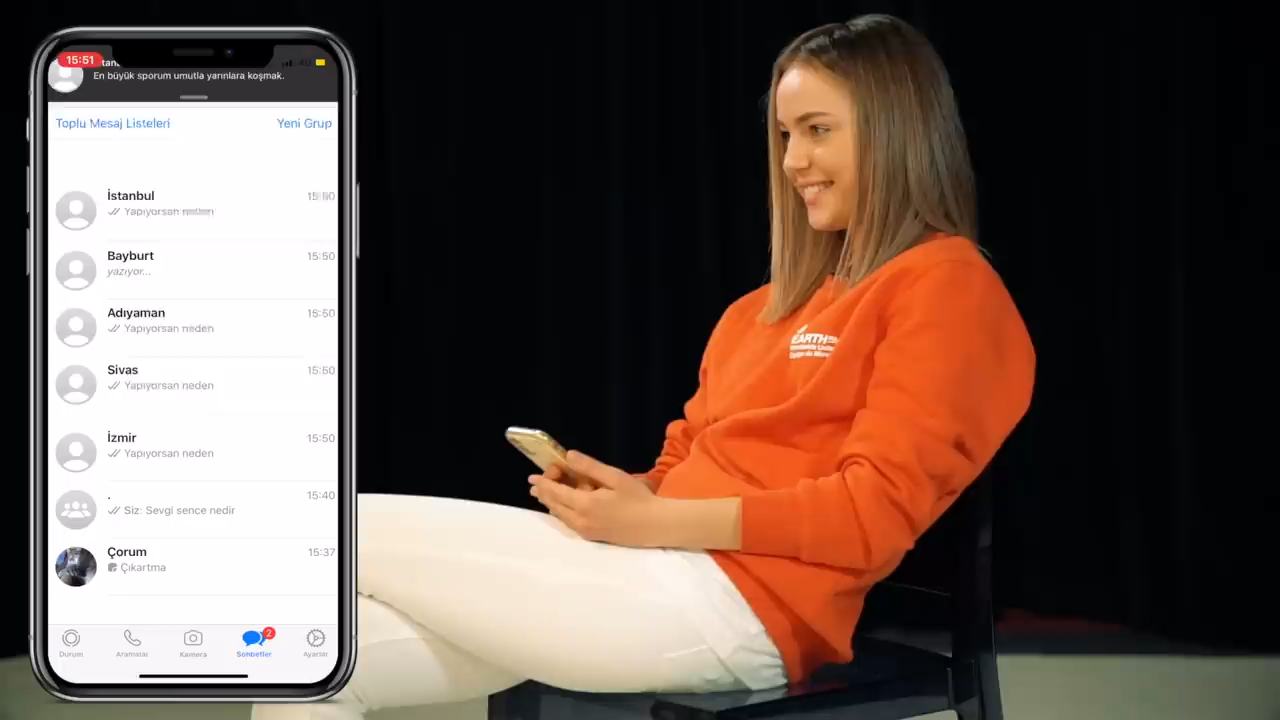 15:51
En büyük sporum umutla yarınlara koşmak.
Toplu Mesaj Listeleri
Yeni Grup
İstanbul
Yapıyorsan
Bayburt
15:50
yazıyor...
Adıyaman
15:50
Yapıyorsan neden
Sivas
15:50
Yapıyorsan neden
İzmir
15:50
Yapıyorsan neden
.
15:40
Siz: Sevgi sence nedir
Çorum
15:37
Çıkartma
2
Durum
Aramalar
Kamera
Sohbetler
Ayarlar
EARTH